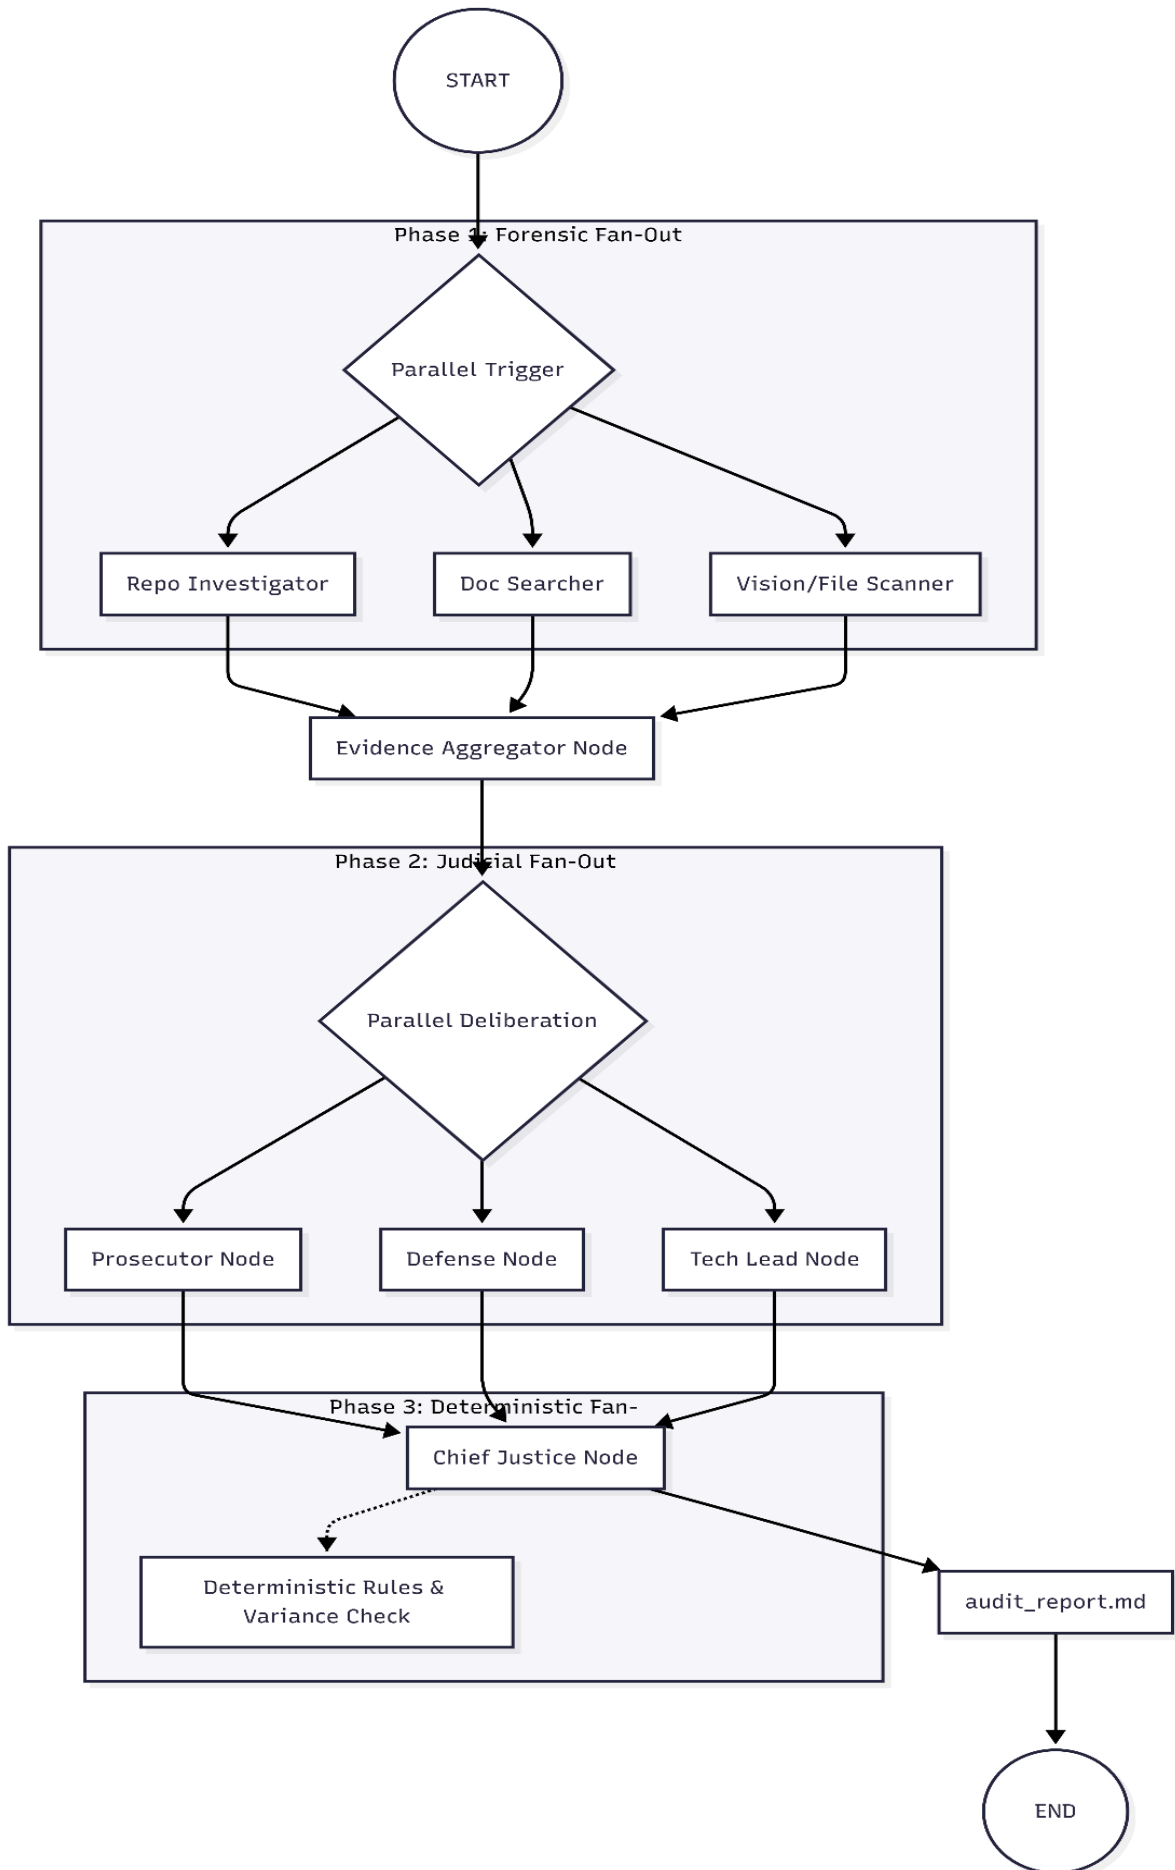 START
Phase 1: Forensic Fan-Out
Parallel Trigger
Repo Investigator
Doc Searcher
Vision/File Scanner
Evidence Aggregator Node
Phase 2: Judicial Fan-Out
Parallel Deliberation
Prosecutor Node
Defense Node
Tech Lead Node
Phase 3: Deterministic Fan-
Chief Justice Node
Deterministic Rules &
Variance Check
audit_report.md
END